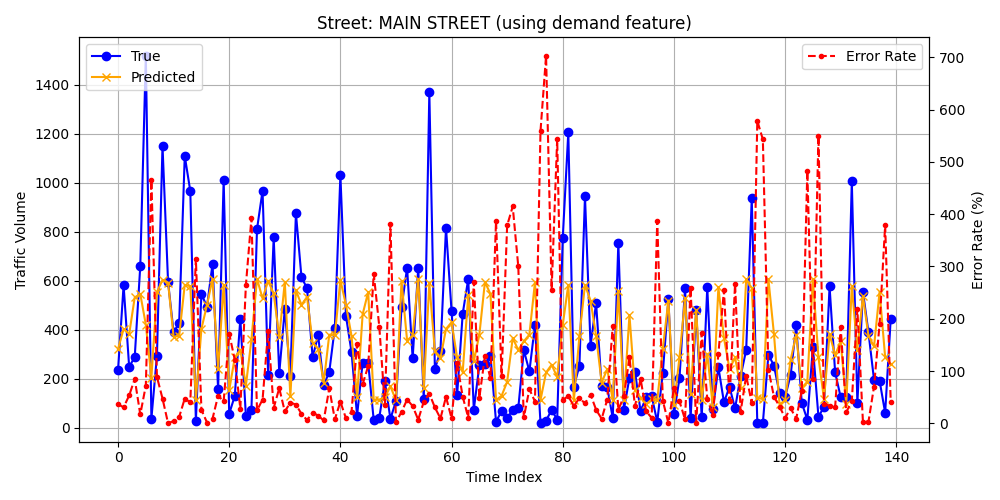 Street: MAIN STREET (using demand feature)
True
Predicted
Error Rate
1400
1200
1000
800
600
400
200
0
Traffic Volume
700
600
500
400
300
200
100
0
Error Rate (%)
0 20 40 60 80 100 120 140
Time Index